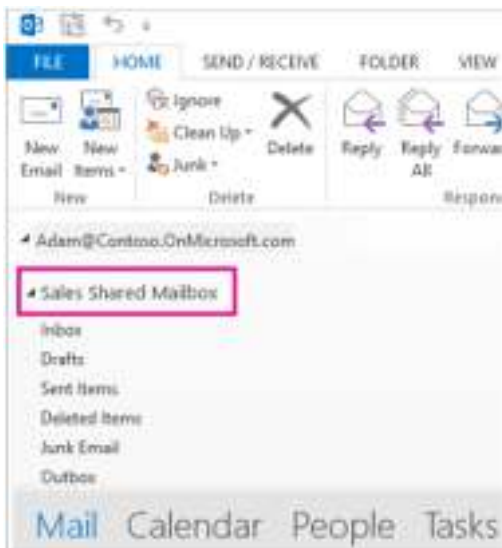 FILE HOME SEND / RECEIVE FOLDER VIEW
New Email
New Items
Ignore
Clean Up
Junk
Delete
Reply
Reply All
Forwar
New Delete Respon
Adam@Contoso.OnMicrosoft.com
Sales Shared Mailbox
Inbox
Drafts
Sent Items
Deleted Items
Junk Email
Outbox
Mail Calendar People Tasks